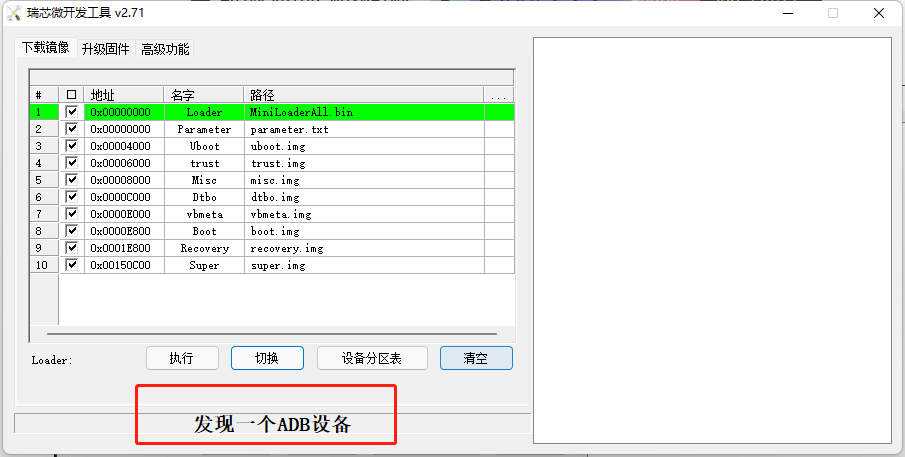 瑞芯微开发工具 v2.71
下载镜像 升级固件 高级功能
# 地址 名字 路径 ...
1 0x00000000 Loader MiniLoaderAll.bin
2 0x00000000 Parameter parameter.txt
3 0x00004000 Uboot uboot.img
4 0x00006000 trust trust.img
5 0x00008000 Misc misc.img
6 0x0000C000 Dtbo dtbo.img
7 0x0000E000 vbmeta vbmeta.img
8 0x0000E800 Boot boot.img
9 0x0001E800 Recovery recovery.img
10 0x00150C00 Super super.img
Loader: 执行 切换 设备分区表 清空
发现一个ADB设备